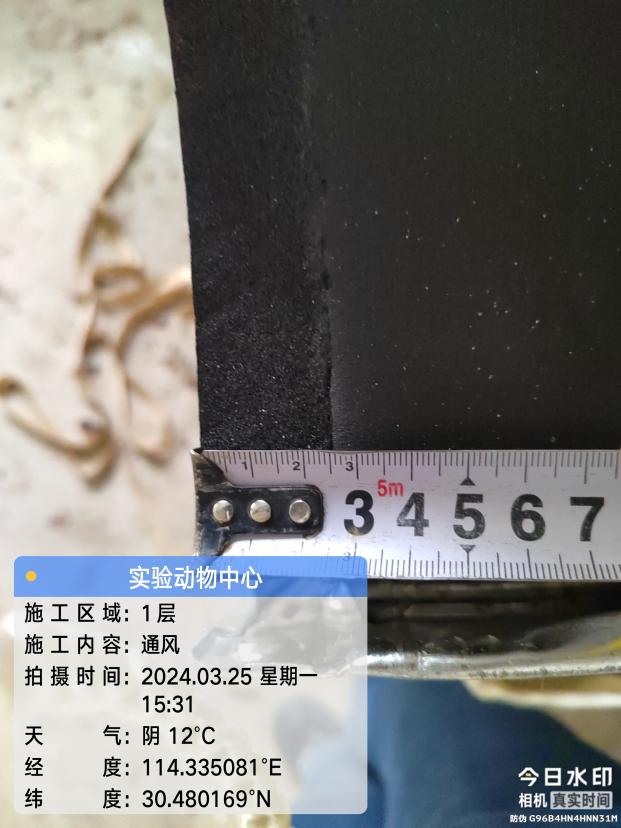 1 2 3
5m
3 4 5 6 7
实验动物中心
施工区域：1层
施工内容：通风
拍摄时间：2024.03.25 星期一
15:31
天气：阴 12℃
经度：114.335081°E
纬度：30.480169°N
今日水印
相机 真实时间
防伪 G96B4HN4HNN31M